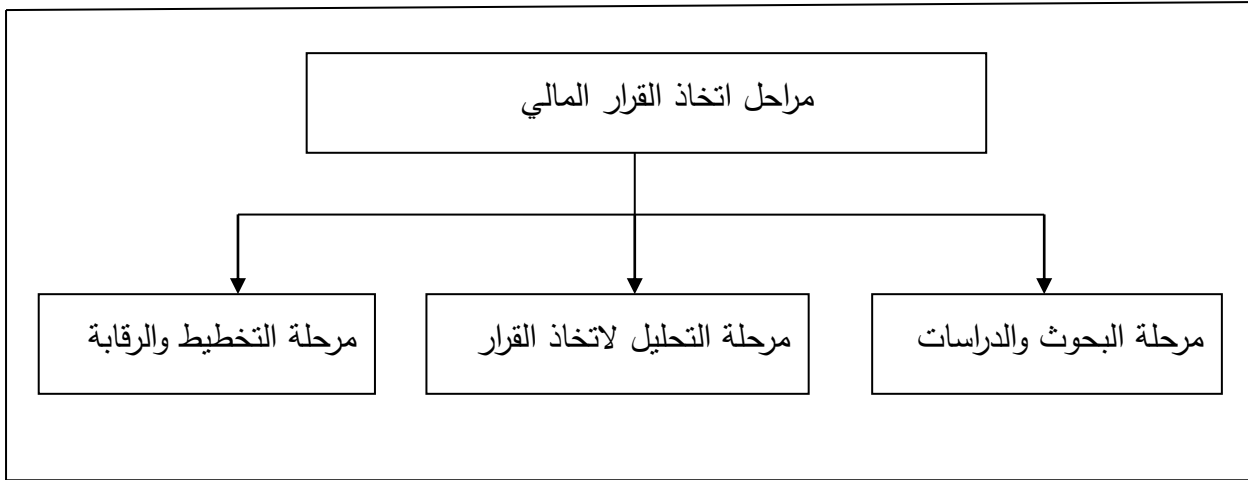 مراحل اتخاذ القرار المالي
مرحلة البحوث والدراسات
مرحلة التحليل لاتخاذ القرار
مرحلة التخطيط والرقابة